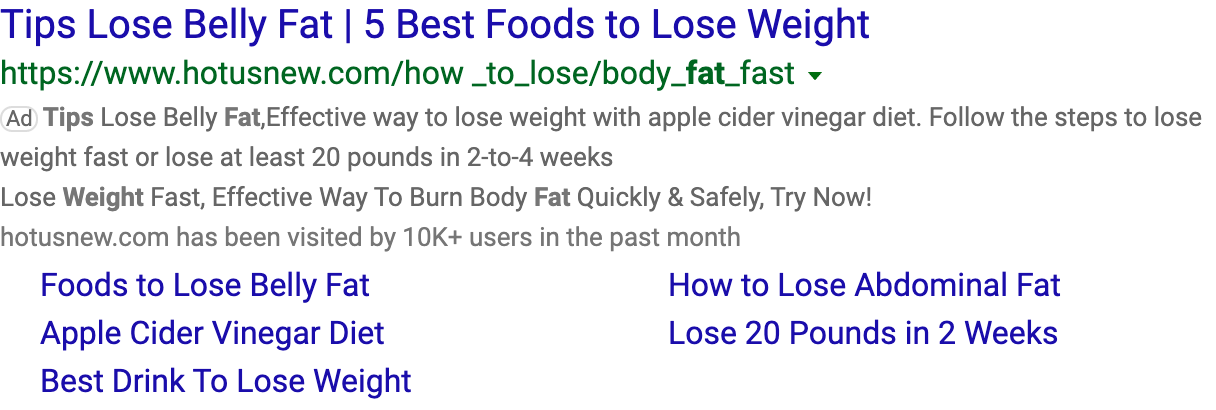 Tips Lose Belly Fat | 5 Best Foods to Lose Weight
https://www.hotusnew.com/how _to_lose/body_fat_fast
Ad Tips Lose Belly Fat,Effective way to lose weight with apple cider vinegar diet. Follow the steps to lose
weight fast or lose at least 20 pounds in 2-to-4 weeks
Lose Weight Fast, Effective Way To Burn Body Fat Quickly & Safely, Try Now!
hotusnew.com has been visited by 10K+ users in the past month
Foods to Lose Belly Fat
How to Lose Abdominal Fat
Apple Cider Vinegar Diet
Lose 20 Pounds in 2 Weeks
Best Drink To Lose Weight